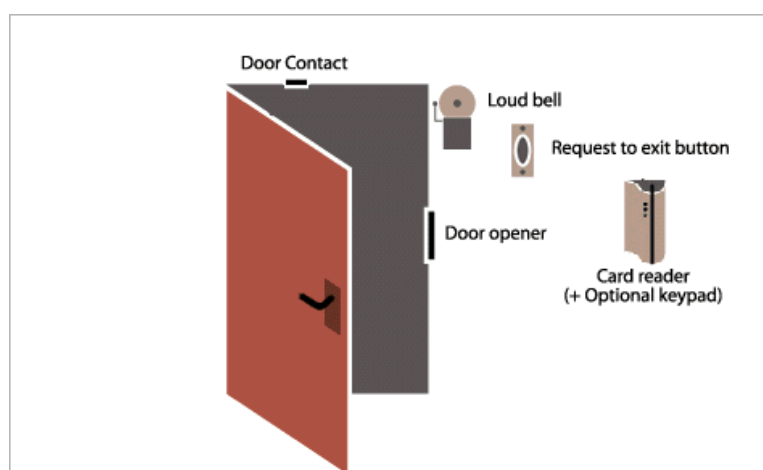 Door Contact
Loud bell
Request to exit button
Door opener
Card reader
(+ Optional keypad)